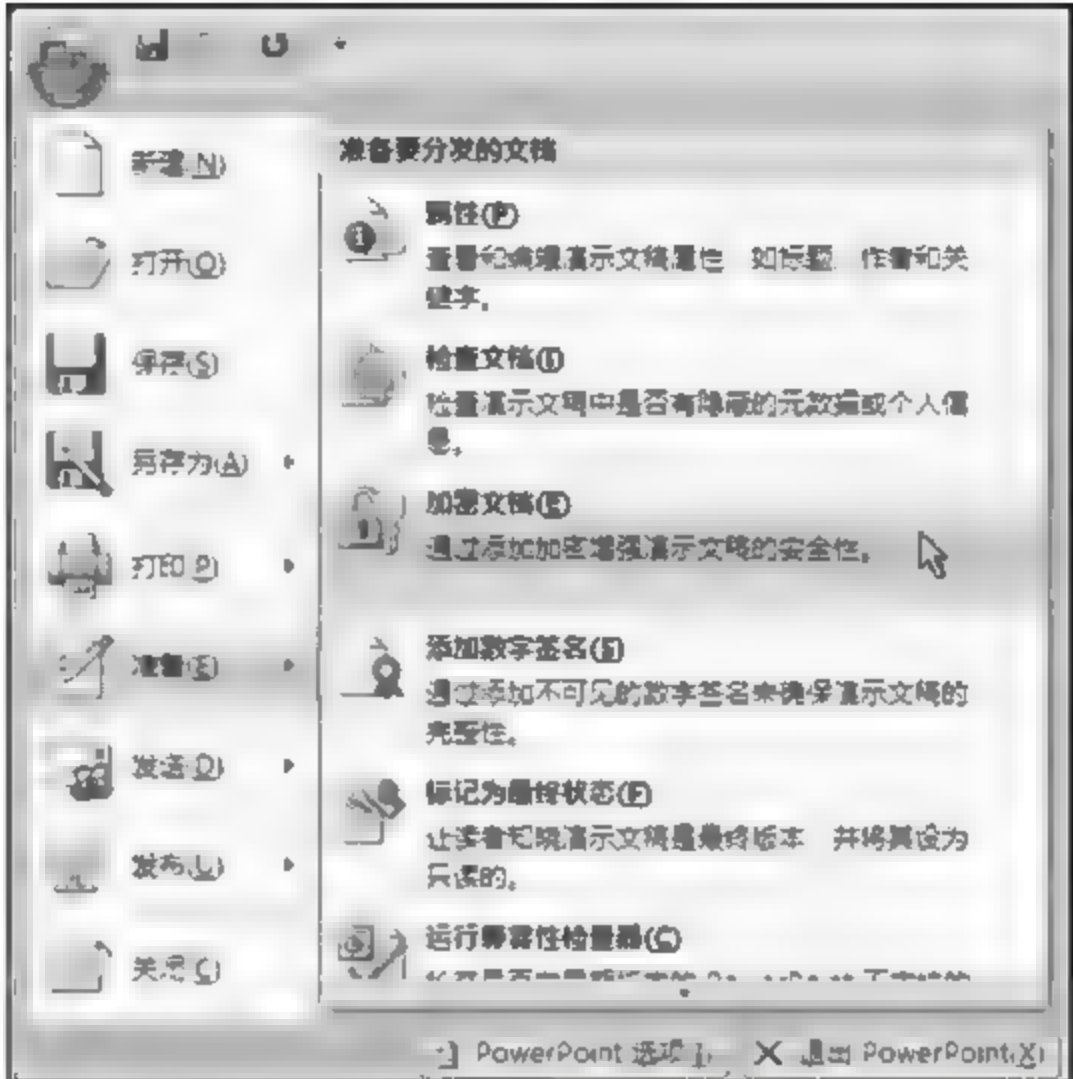 新建(N)
打开(O)
保存(S)
另存为(A)
打印(P)
准备(E)
发送(D)
发布(U)
关闭(C)
准备要分发的文档
属性(P)
查看和编辑演示文稿属性 如标题 作者和关
键字。
检查文档(I)
检查演示文稿中是否有隐藏的元数据或个人信
息。
加密文档(E)
通过添加加密增强演示文稿的安全性。
添加数字签名(S)
通过添加不可见的数字签名来确保演示文稿的
完整性。
标记为最终状态(F)
让读者知晓演示文稿是最终版本 并将其设为
只读的。
运行兼容性检查器(C)
PowerPoint 选项(I)
退出 PowerPoint(X)